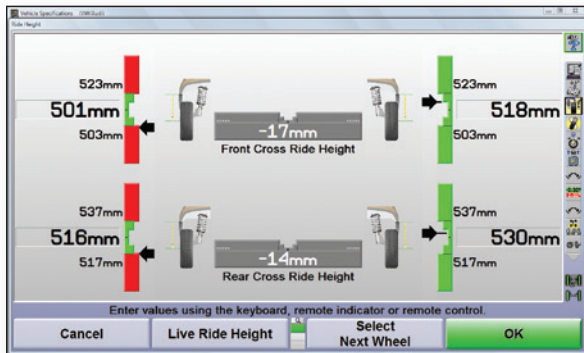 Vehicle Specifications (VW/Audi)
Ride Height
523mm 523mm
501mm 518mm
503mm 503mm
-17mm
Front Cross Ride Height
537mm 537mm
516mm 530mm
517mm 517mm
-14mm
Rear Cross Ride Height
Enter values using the keyboard, remote indicator or remote control.
Cancel Live Ride Height Select Next Wheel OK